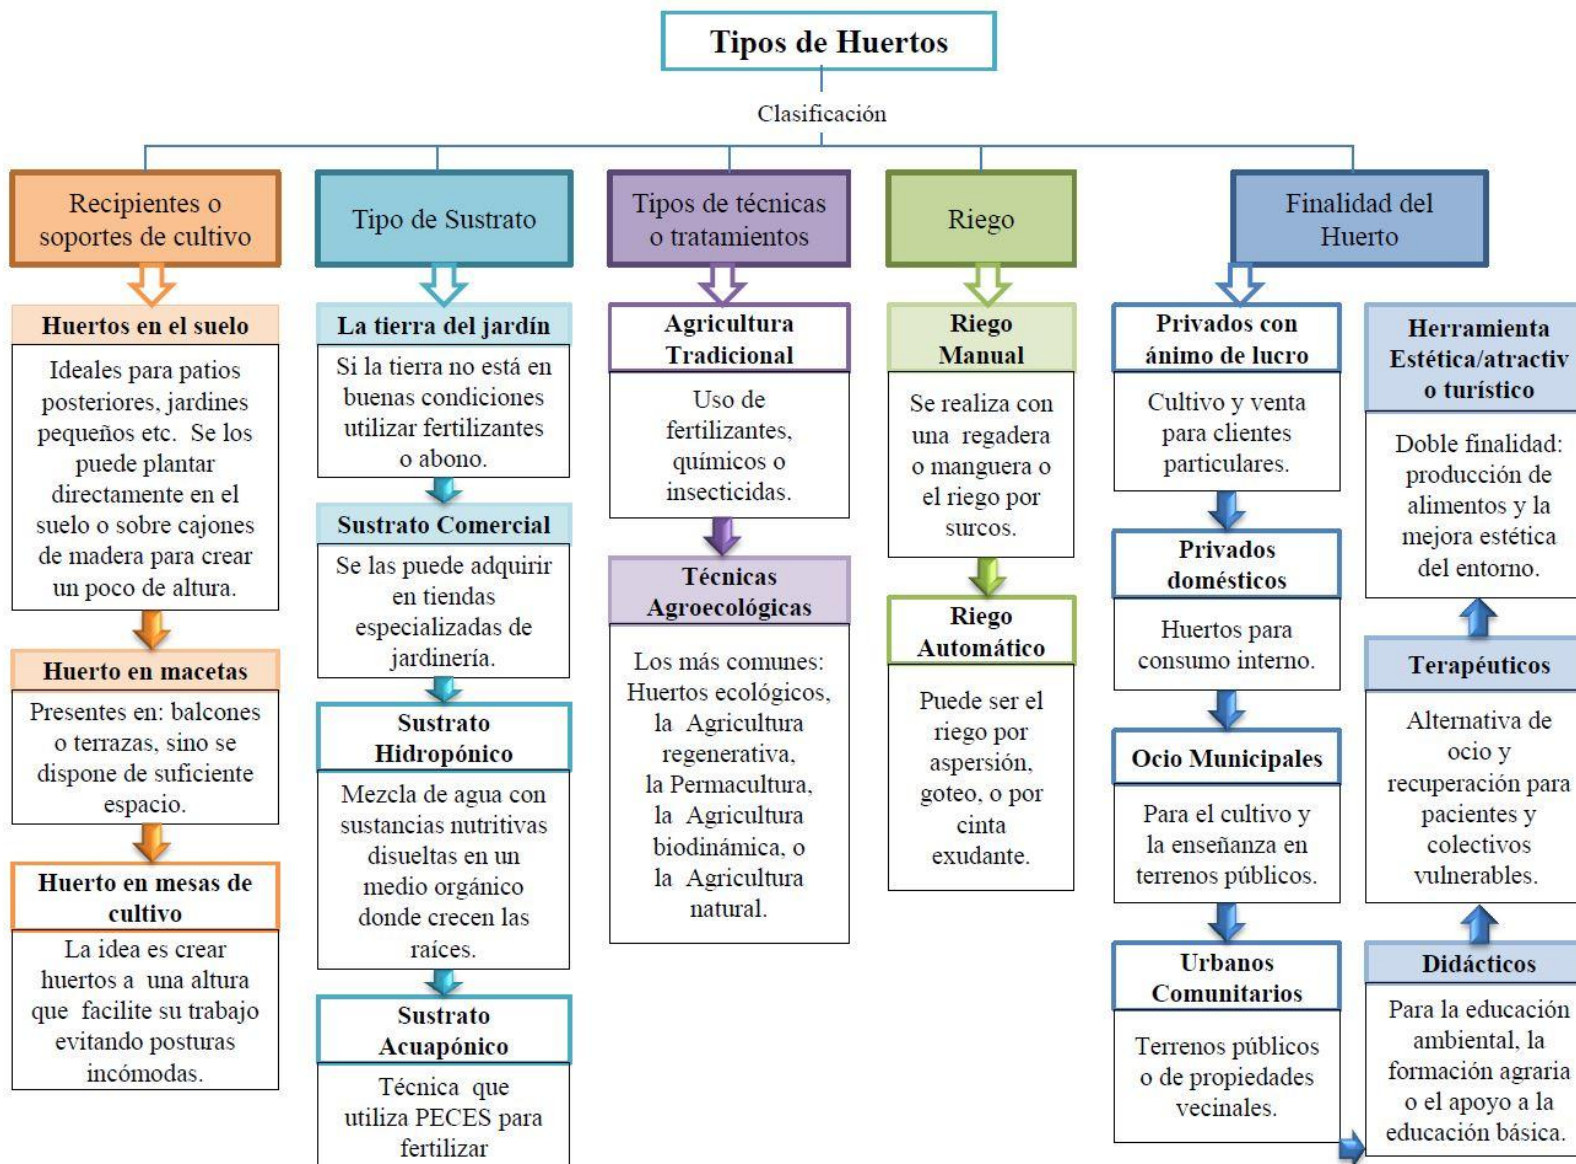 Tipos de Huertos
Clasificación
Recipientes o
soportes de cultivo
Huertos en el suelo
Ideales para patios
posteriores, jardines
pequeños etc. Se los
puede plantar
directamente en el
suelo o sobre cajones
de madera para crear
un poco de altura.
Huerto en macetas
Presentes en: balcones
o terrazas, sino se
dispone de suficiente
espacio.
Huerto en mesas de
cultivo
La idea es crear
huertos a una altura
que facilite su trabajo
evitando posturas
incómodas.
Tipo de Sustrato
La tierra del jardín
Si la tierra no está en
buenas condiciones
utilizar fertilizantes
o abono.
Sustrato Comercial
Se las puede adquirir
en tiendas
especializadas de
jardinería.
Sustrato
Hidropónico
Mezcla de agua con
sustancias nutritivas
disueltas en un
medio orgánico
donde crecen las
raíces.
Sustrato
Acuapónico
Técnica que
utiliza PECES para
fertilizar
Tipos de técnicas
o tratamientos
Agricultura
Tradicional
Uso de
fertilizantes,
químicos o
insecticidas.
Técnicas
Agroecológicas
Los más comunes:
Huertos ecológicos,
la Agricultura
regenerativa,
la Permacultura,
la Agricultura
biodinámica, o
la Agricultura
natural.
Riego
Riego
Manual
Se realiza con
una regadera
o manguera o
el riego por
surcos.
Riego
Automático
Puede ser el
riego por
aspersión,
goteo, o por
cinta
exudante.
Finalidad del
Huerto
Privados con
ánimo de lucro
Cultivo y venta
para clientes
particulares.
Privados
domésticos
Huertos para
consumo interno.
Ocio Municipales
Para el cultivo y
la enseñanza en
terrenos públicos.
Urbanos
Comunitarios
Terrenos públicos
o de propiedades
vecinales.
Didácticos
Para la educación
ambiental, la
formación agraria
o el apoyo a la
educación básica.
Terapéuticos
Alternativa de
ocio y
recuperación para
pacientes y
colectivos
vulnerables.
Herramienta
Estética/atractiv
o turístico
Doble finalidad:
producción de
alimentos y la
mejora estética
del entorno.